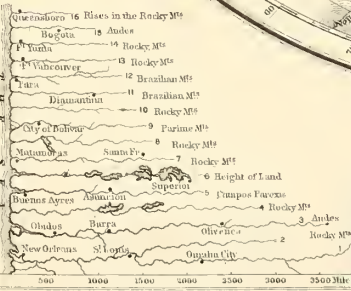 Queensboro 16 Rises in the Rocky Mts
Bogota 15 Andes
Ft Yuma 14 Rocky Mts
Ft Vancouver 13 Rocky Mts
Para 12 Brazilian Mts
Diamantina 11 Brazilian Mts
10 Rocky Mts
City of Bolivar 9 Parime Mts
8 Rocky Mts
Matamoras Santa Fe 7 Rocky Mts
6 Height of Land
Superior
Buenos Ayres Asuncion 5 Campos Parexis
4 Rocky Mts
Obidus Barra Olivenca 3 Andes
2 Rocky Mts
New Orleans St Louis Omaha City 1
500 1000 1500 2000 2500 3000 3500 Mile